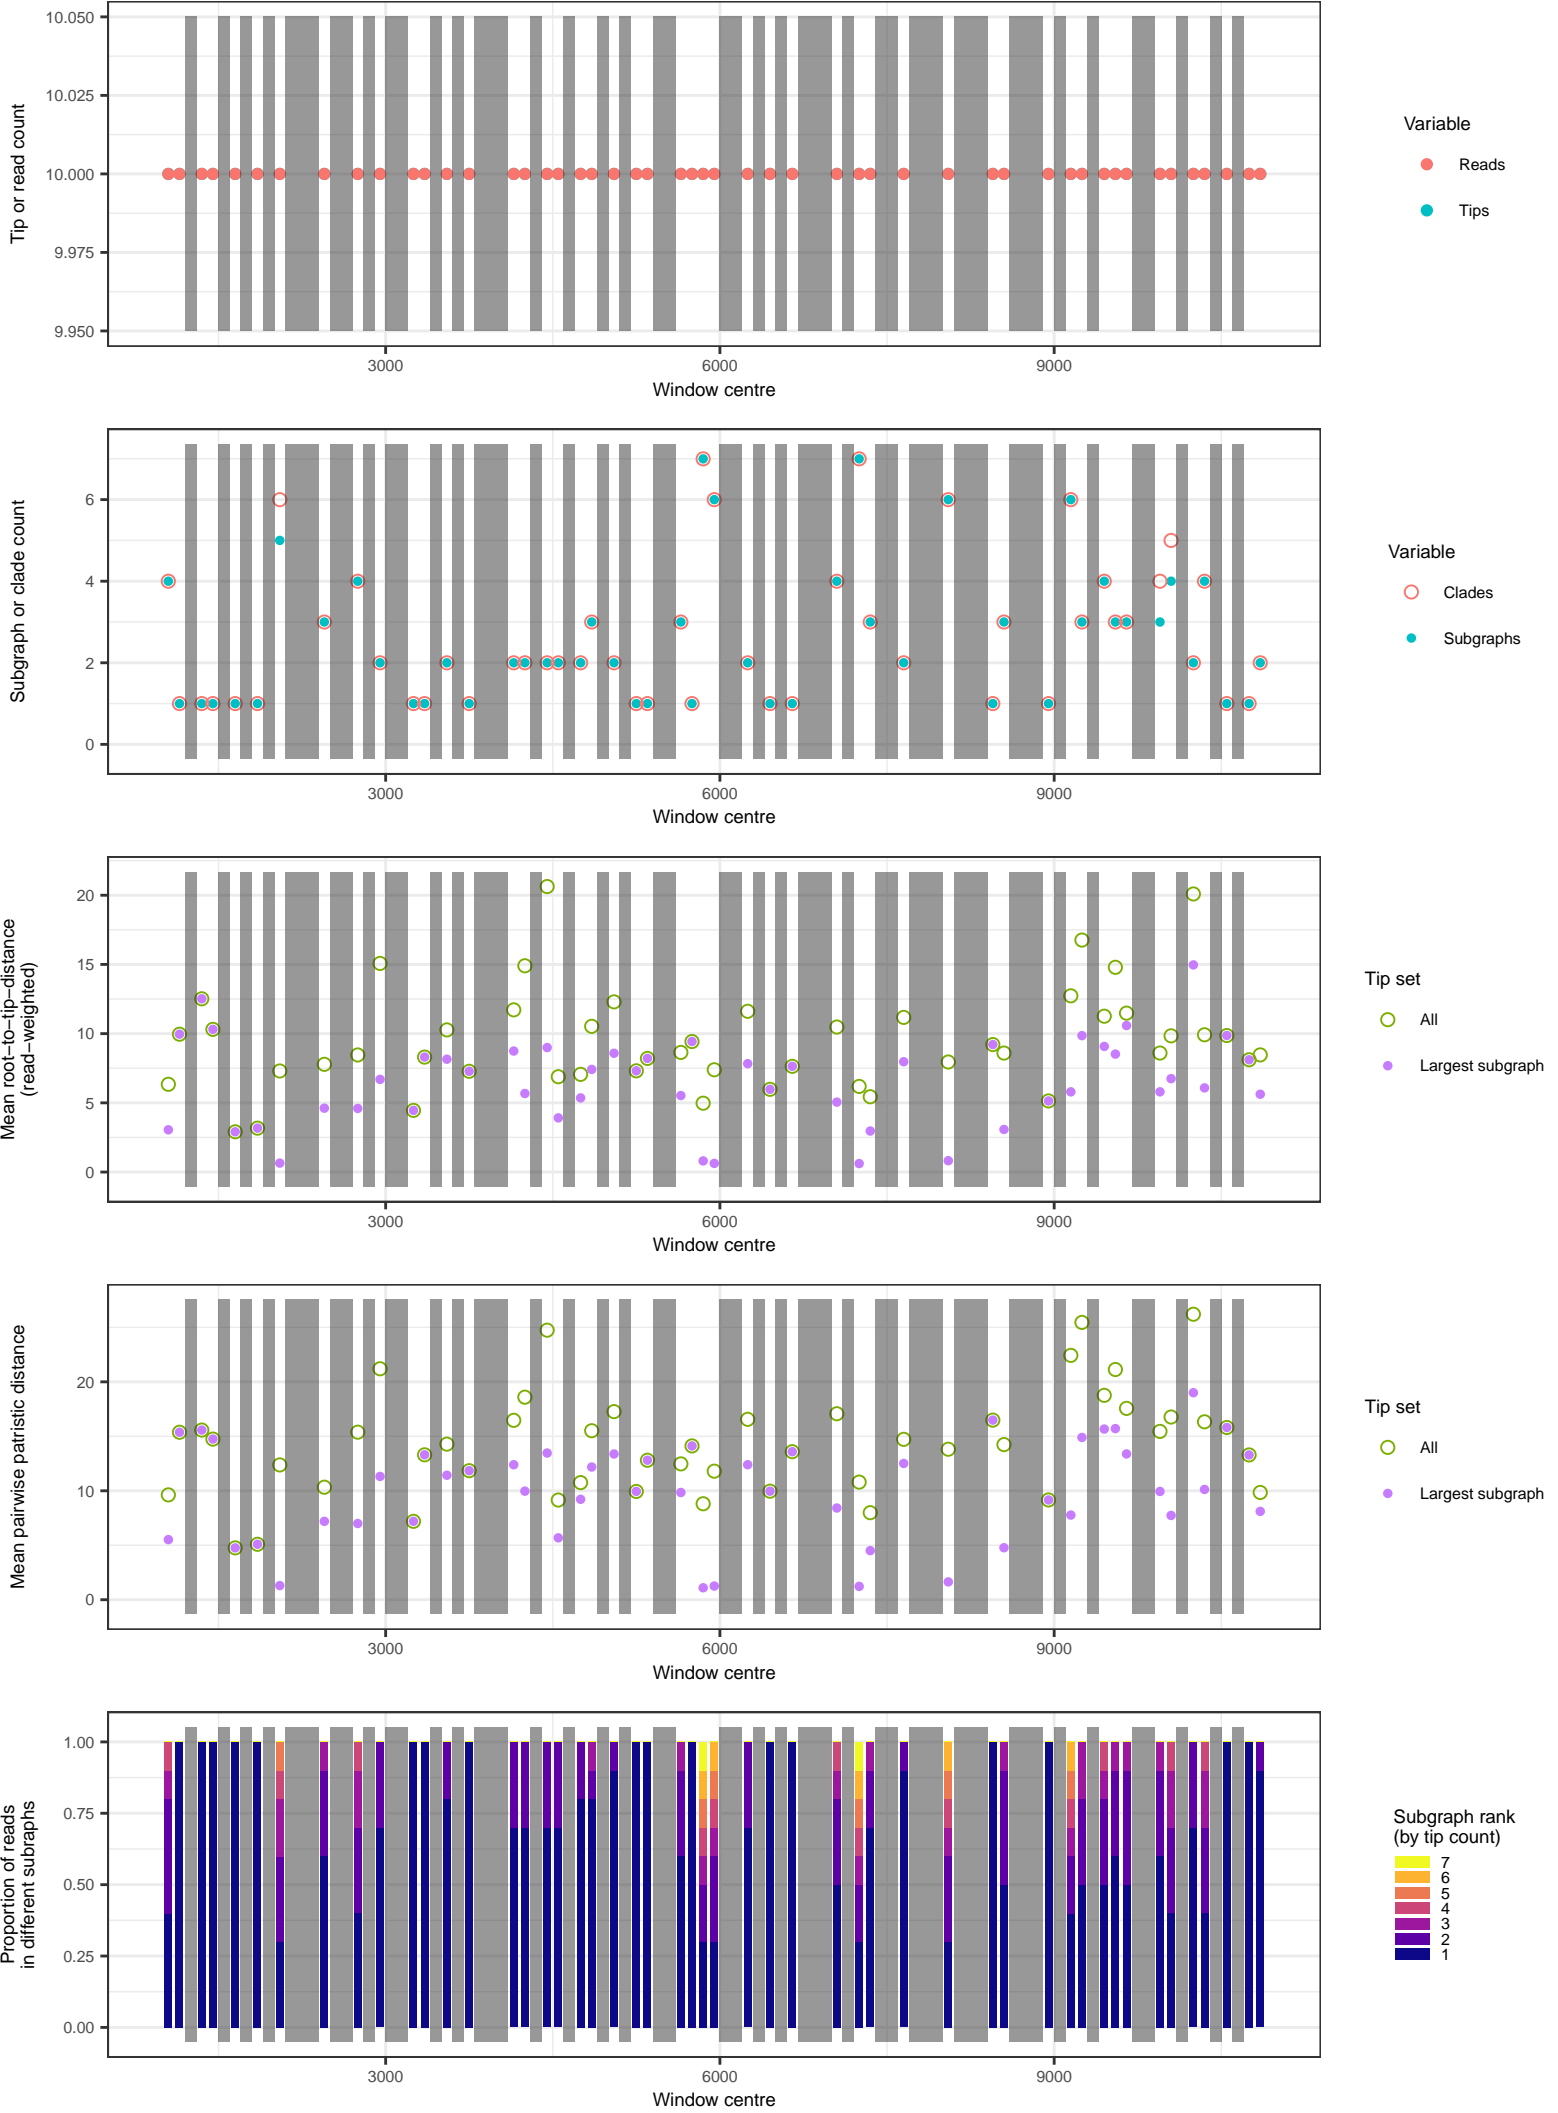 10.050
10.025
10.000
9.975
9.950
Tip or read count
3000 6000 9000
Window centre
Variable
Reads
Tips
6
4
2
0
Subgraph or clade count
3000 6000 9000
Window centre
Variable
Clades
Subgraphs
20
15
10
5
0
Mean root−to−tip−distance
(read−weighted)
3000 6000 9000
Window centre
Tip set
All
Largest subgraph
20
10
0
Mean pairwise patristic distance
3000 6000 9000
Window centre
Tip set
All
Largest subgraph
1.00
0.75
0.50
0.25
0.00
Proportion of reads
in different subraphs
3000 6000 9000
Window centre
Subgraph rank
(by tip count)
7
6
5
4
3
2
1